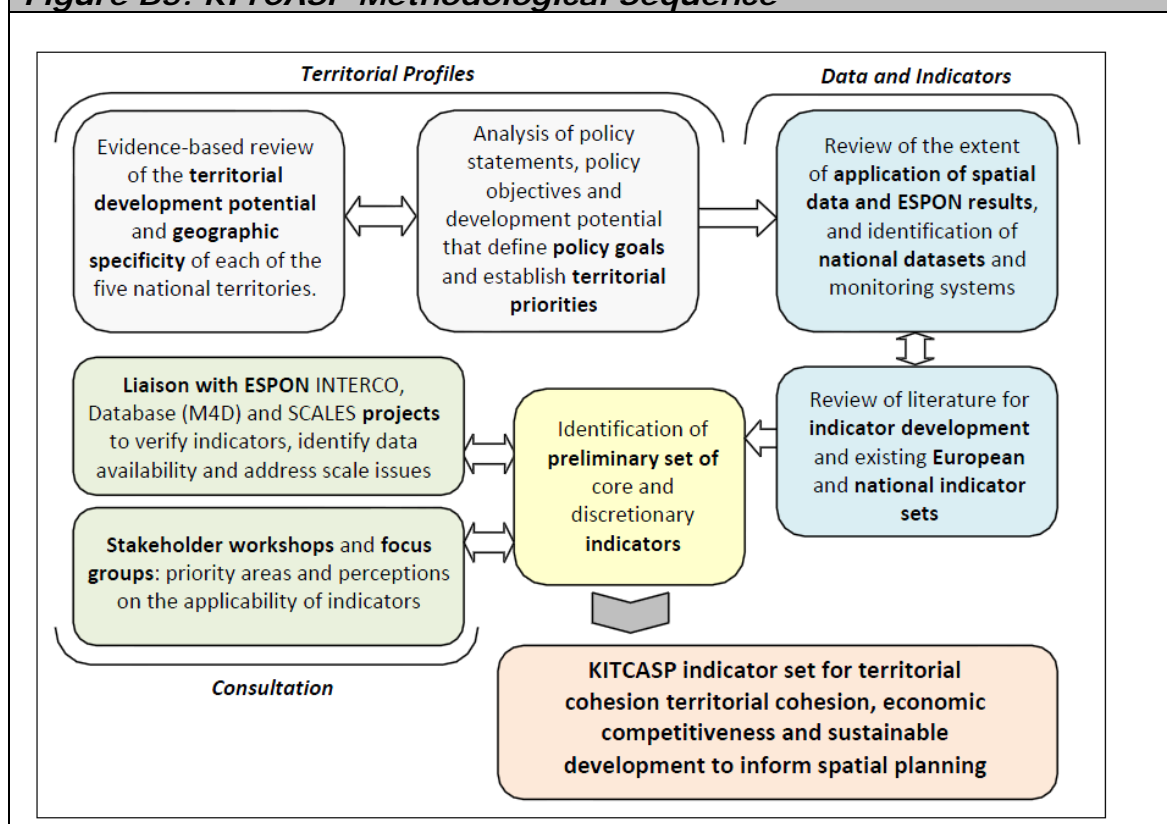 Figure B3: KITCASP Methodological Sequence
Territorial Profiles
Data and Indicators
Evidence-based review
of the territorial
development potential
and geographic
specificity of each of the
five national territories.
Analysis of policy
statements, policy
objectives and
development potential
that define policy goals
and establish territorial
priorities
Review of the extent
of application of spatial
data and ESPON results,
and identification of
national datasets and
monitoring systems
Liaison with ESPON INTERCO,
Database (M4D) and SCALES projects
to verify indicators, identify data
availability and address scale issues
Identification of
preliminary set of
core and
discretionary
indicators
Review of literature for
indicator development
and existing European
and national indicator
sets
Stakeholder workshops and focus
groups: priority areas and perceptions
on the applicability of indicators
Consultation
KITCASP indicator set for territorial
cohesion territorial cohesion, economic
competitiveness and sustainable
development to inform spatial planning